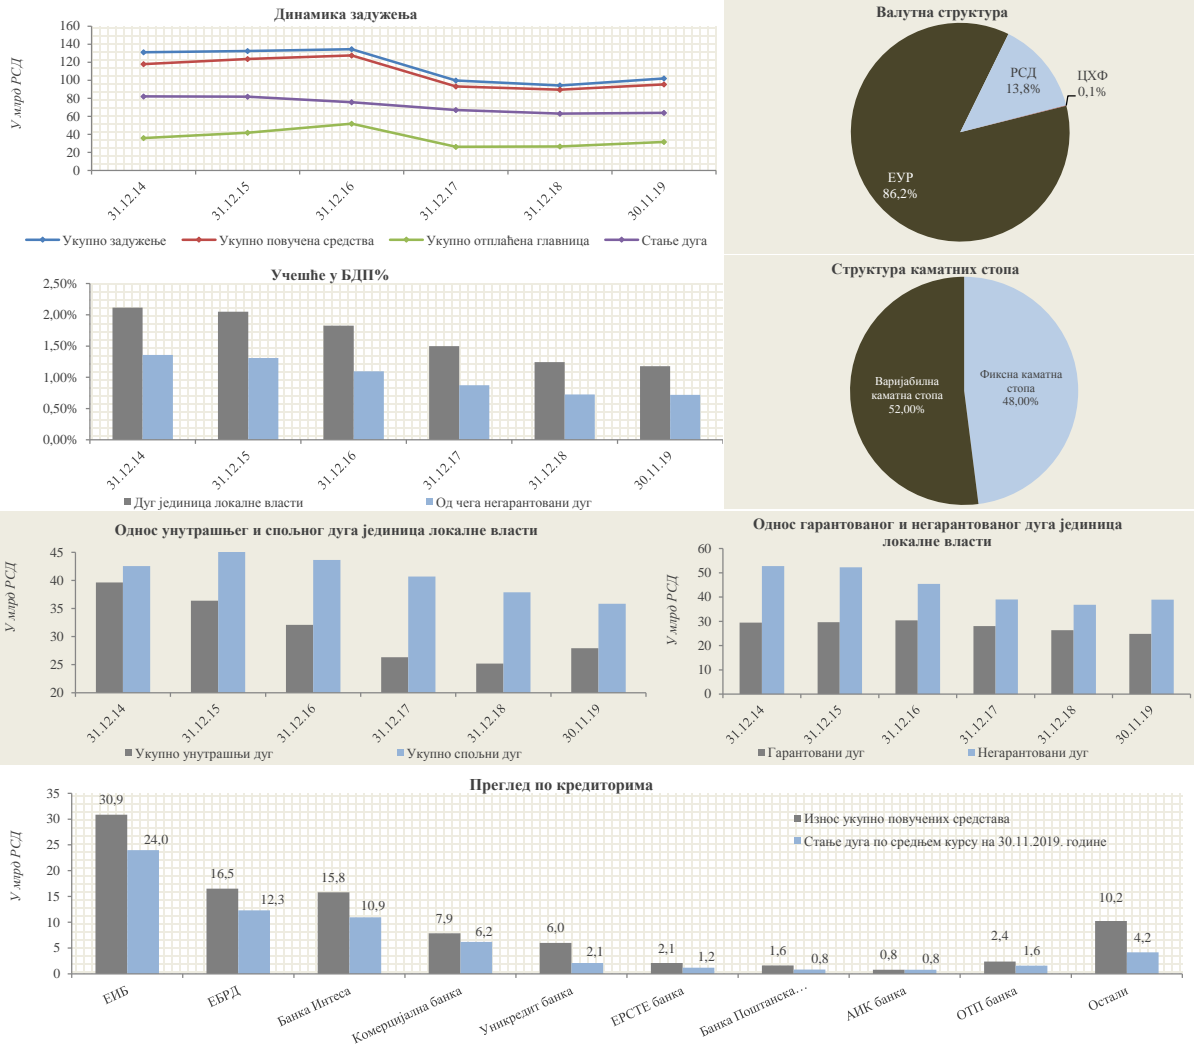 Динамика задужења
У млрд РСД
160
140
120
100
80
60
40
20
0
31.12.14
31.12.15
31.12.16
31.12.17
31.12.18
30.11.19
Укупно задужење
Укупно повучена средства
Укупно отплаћена главница
Стање дуга
Валутна структура
РСД
13,8%
ЦХФ
0,1%
ЕУР
86,2%
Учешће у БДП%
2,50%
2,00%
1,50%
1,00%
0,50%
0,00%
31.12.14
31.12.15
31.12.16
31.12.17
31.12.18
30.11.19
Дуг јединица локалне власти
Од чега негарантовани дуг
Структура каматних стопа
Варијабилна
каматна стопа
52,00%
Фиксна каматна
стопа
48,00%
Однос унутрашњег и спољног дуга јединица локалне власти
У млрд РСД
45
40
35
30
25
20
31.12.14
31.12.15
31.12.16
31.12.17
31.12.18
30.11.19
Укупно унутрашњи дуг
Укупно спољни дуг
Однос гарантованог и негарантованог дуга јединица
локалне власти
У млрд РСД
60
50
40
30
20
10
0
31.12.14
31.12.15
31.12.16
31.12.17
31.12.18
30.11.19
Гарантовани дуг
Негарантовани дуг
Преглед по кредиторима
У млрд РСД
35
30
25
20
15
10
5
0
30,9
24,0
16,5
12,3
15,8
10,9
7,9
6,2
6,0
2,1
2,1
1,2
1,6
0,8
0,8
0,8
2,4
1,6
10,2
4,2
Износ укупно повучених средстава
Стање дуга по средњем курсу на 30.11.2019. године
ЕИБ
ЕБРД
Банка Интеса
Комерцијална банка
Уникредит банка
ЕРСТЕ банка
Банка Поштанска…
АИК банка
ОТП банка
Остали